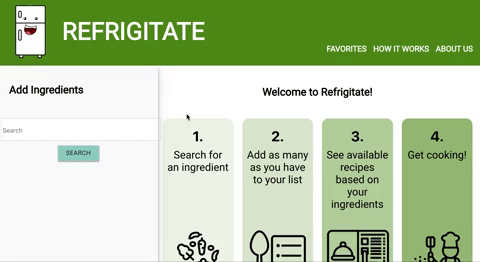 REFRIGITATE
FAVORITES HOW IT WORKS ABOUT US
Add Ingredients
Search
SEARCH
Welcome to Refrigitate!
1.
Search for
an ingredient
2.
Add as many
as you have
to your list
3.
See available
recipes
based on
your
ingredients
4.
Get cooking!